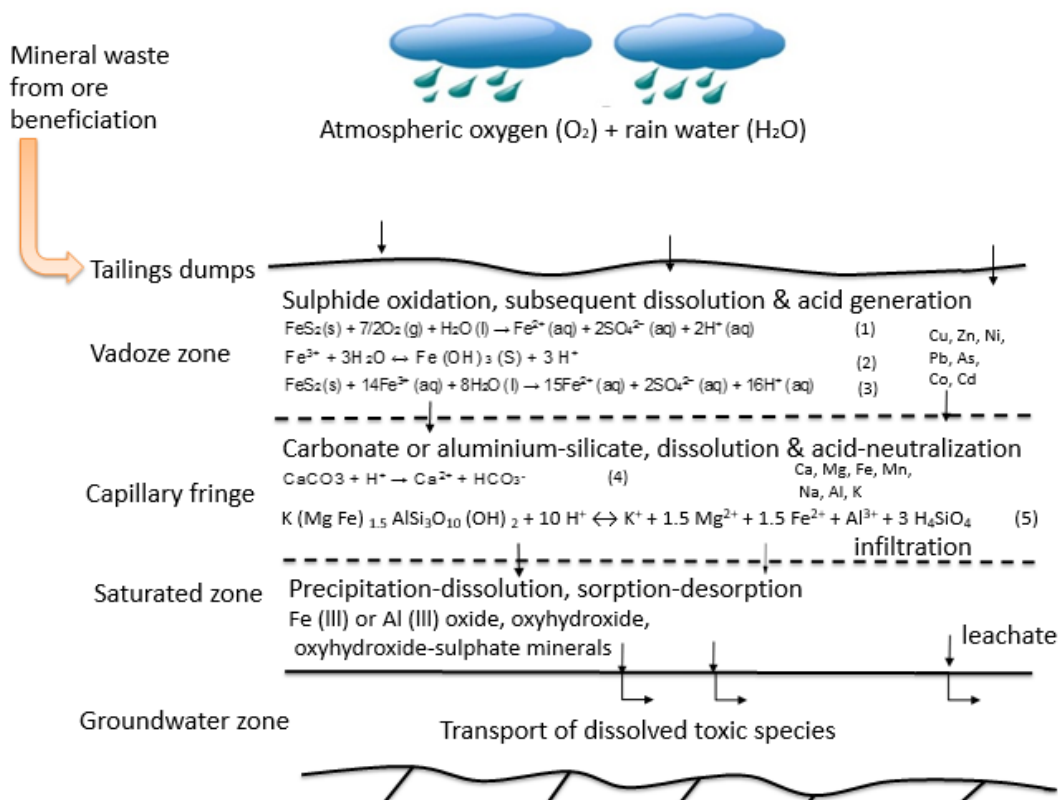 Mineral waste
from ore
beneficiation
Atmospheric oxygen (O₂) + rain water (H₂O)
Tailings dumps
Sulphide oxidation, subsequent dissolution & acid generation
FeS₂(s) + 7/2O₂ (g) + H₂O (l) → Fe²⁺ (aq) + 2SO₄²⁻ (aq) + 2H⁺ (aq) (1)
Cu, Zn, Ni,
Vadoze zone
Fe³⁺ + 3H₂O ↔ Fe (OH) ₃ (S) + 3 H⁺ (2)
Pb, As,
FeS₂(s) + 14Fe³⁺ (aq) + 8H₂O (l) → 15Fe²⁺ (aq) + 2SO₄²⁻ (aq) + 16H⁺ (aq) (3)
Co, Cd
Carbonate or aluminium-silicate, dissolution & acid-neutralization
CaCO3 + H⁺ → Ca²⁺ + HCO₃- (4)
Ca, Mg, Fe, Mn,
Na, Al, K
Capillary fringe
K (Mg Fe) ₁.₅ AlSi₃O₁₀ (OH) ₂ + 10 H⁺ ↔ K⁺ + 1.5 Mg²⁺ + 1.5 Fe²⁺ + Al³⁺ + 3 H₄SiO₄ (5)
infiltration
Saturated zone
Precipitation-dissolution, sorption-desorption
Fe (III) or Al (III) oxide, oxyhydroxide,
oxyhydroxide-sulphate minerals
leachate
Groundwater zone
Transport of dissolved toxic species